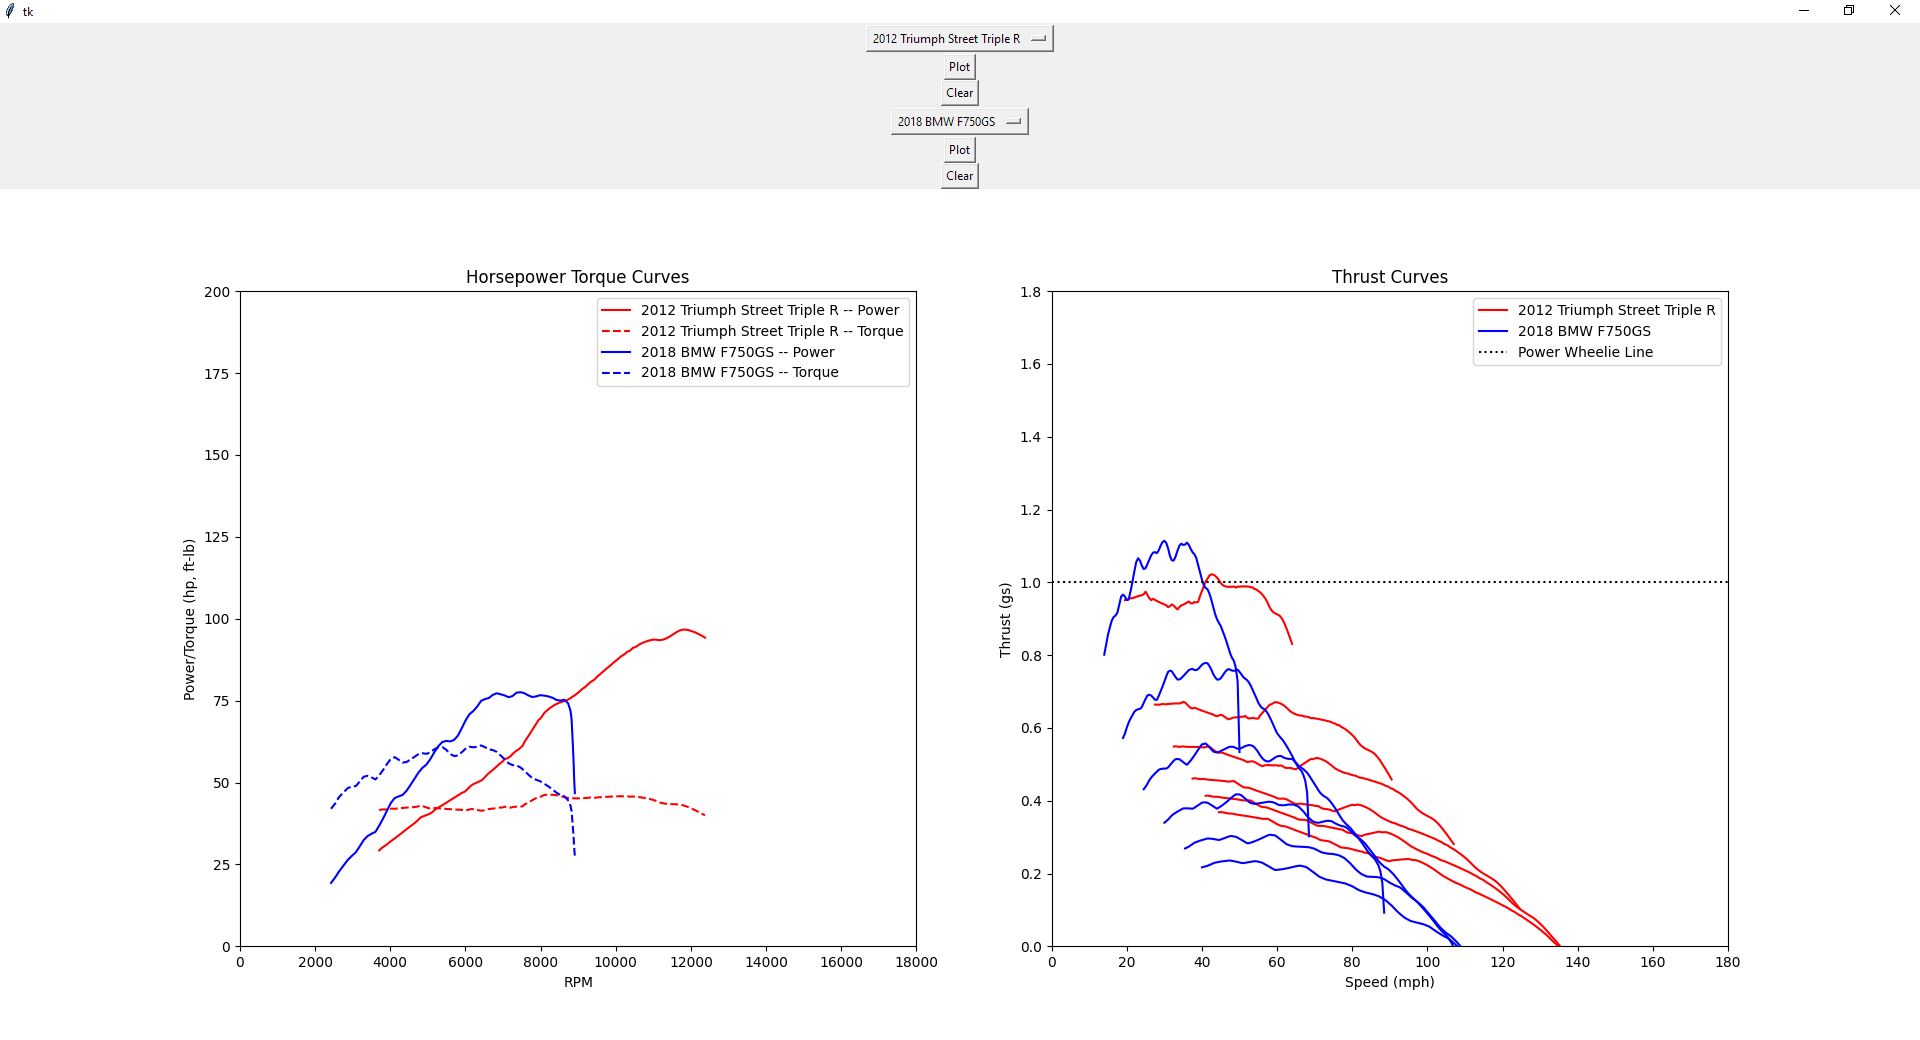 tk
2012 Triumph Street Triple R
Plot
Clear
2018 BMW F750GS
Plot
Clear
Horsepower Torque Curves
200
175
150
125
100
75
50
25
0
Power/Torque (hp, ft-lb)
2012 Triumph Street Triple R -- Power
2012 Triumph Street Triple R -- Torque
2018 BMW F750GS -- Power
2018 BMW F750GS -- Torque
0 2000 4000 6000 8000 10000 12000 14000 16000 18000
RPM
Thrust Curves
1.8
1.6
1.4
1.2
1.0
0.8
0.6
0.4
0.2
0.0
Thrust (gs)
2012 Triumph Street Triple R
2018 BMW F750GS
Power Wheelie Line
0 20 40 60 80 100 120 140 160 180
Speed (mph)